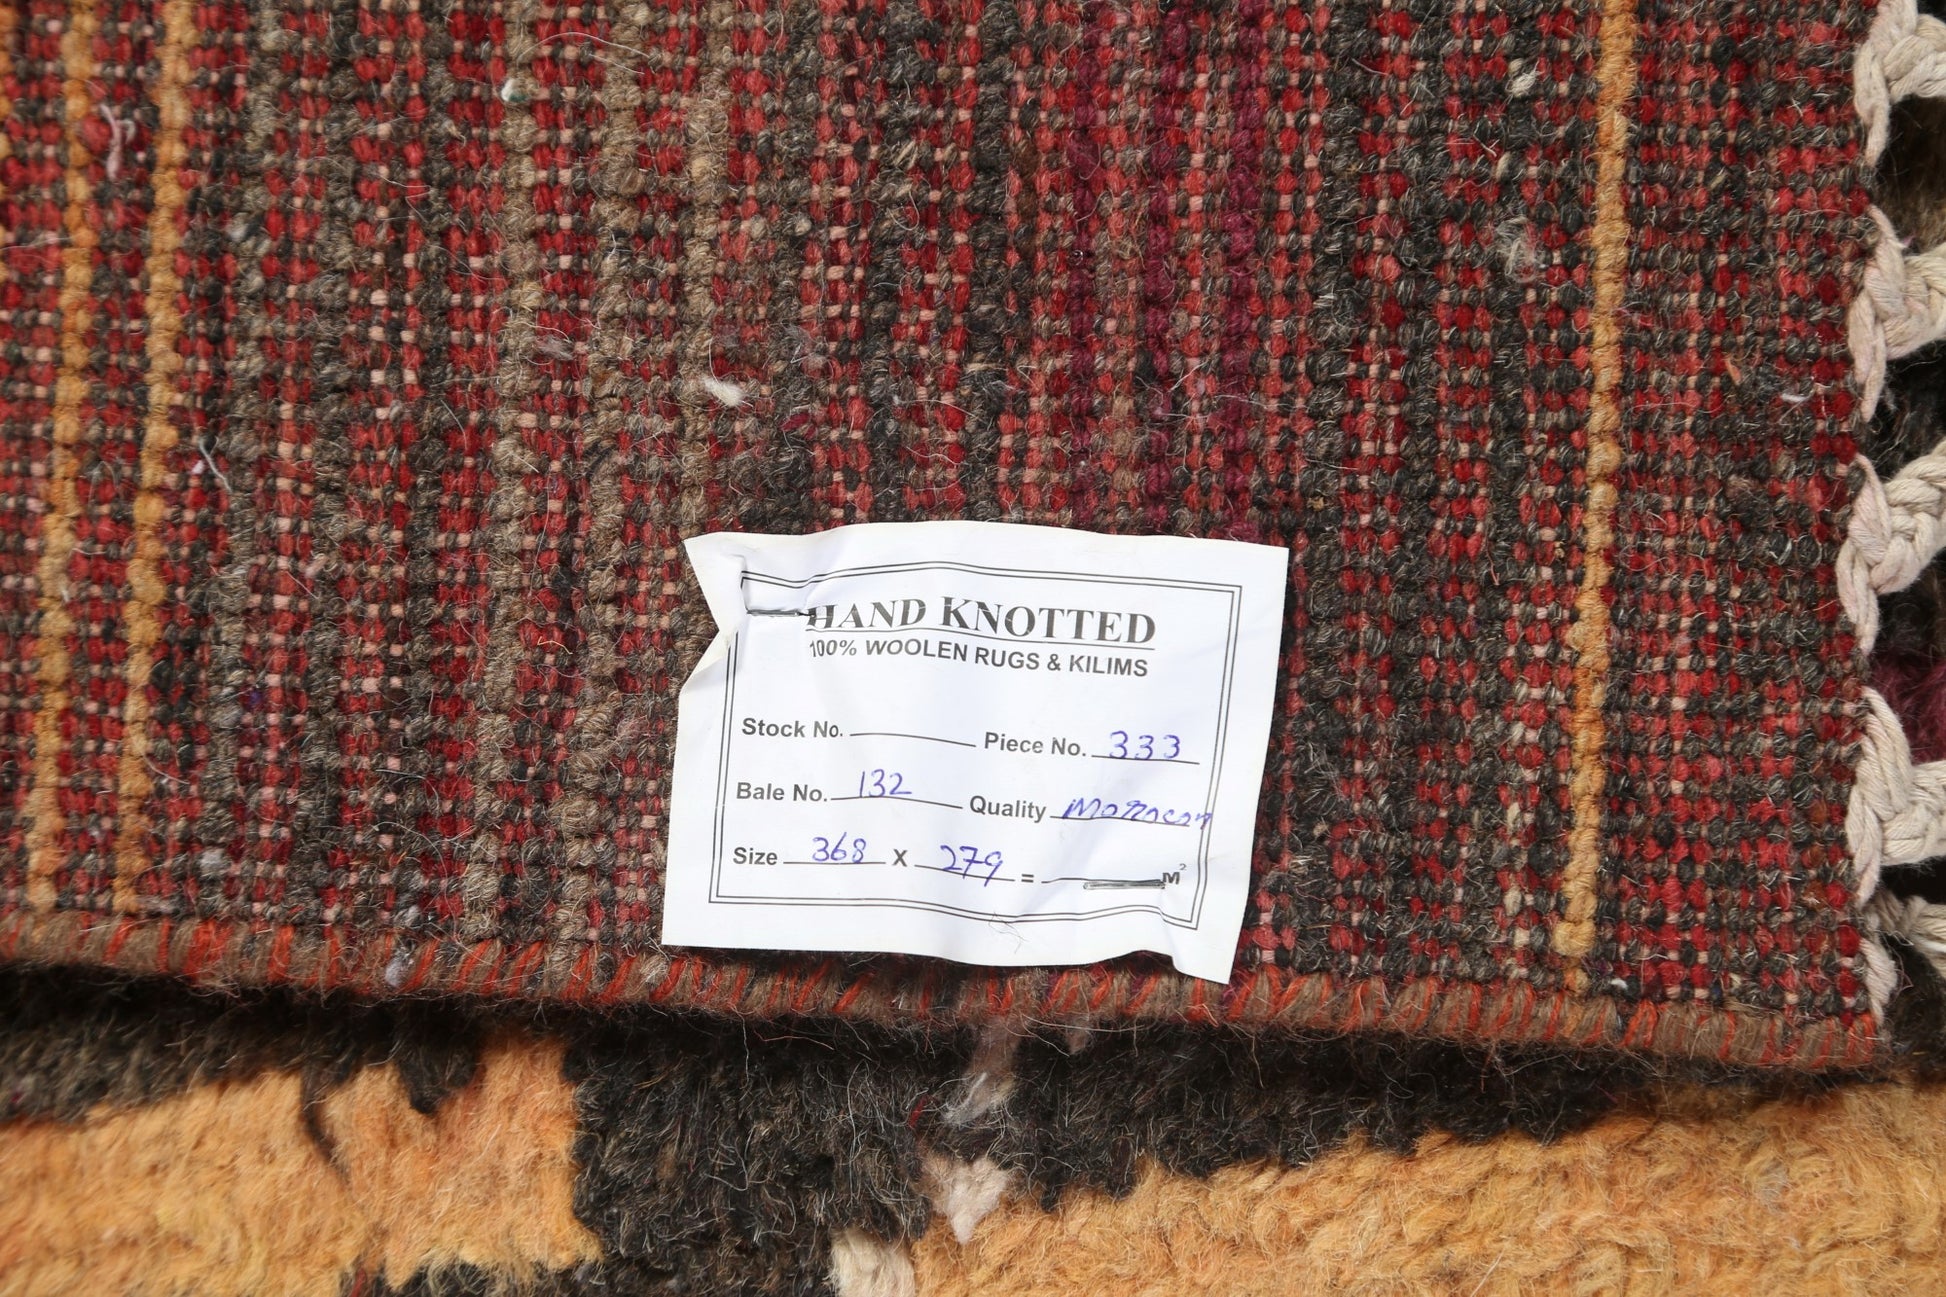 HAND KNOTTED
100% WOOLEN RUGS & KILIMS
Stock No. Piece No. 333
Bale No. 132 Quality Moroccon
Size 368 X 279 = M²